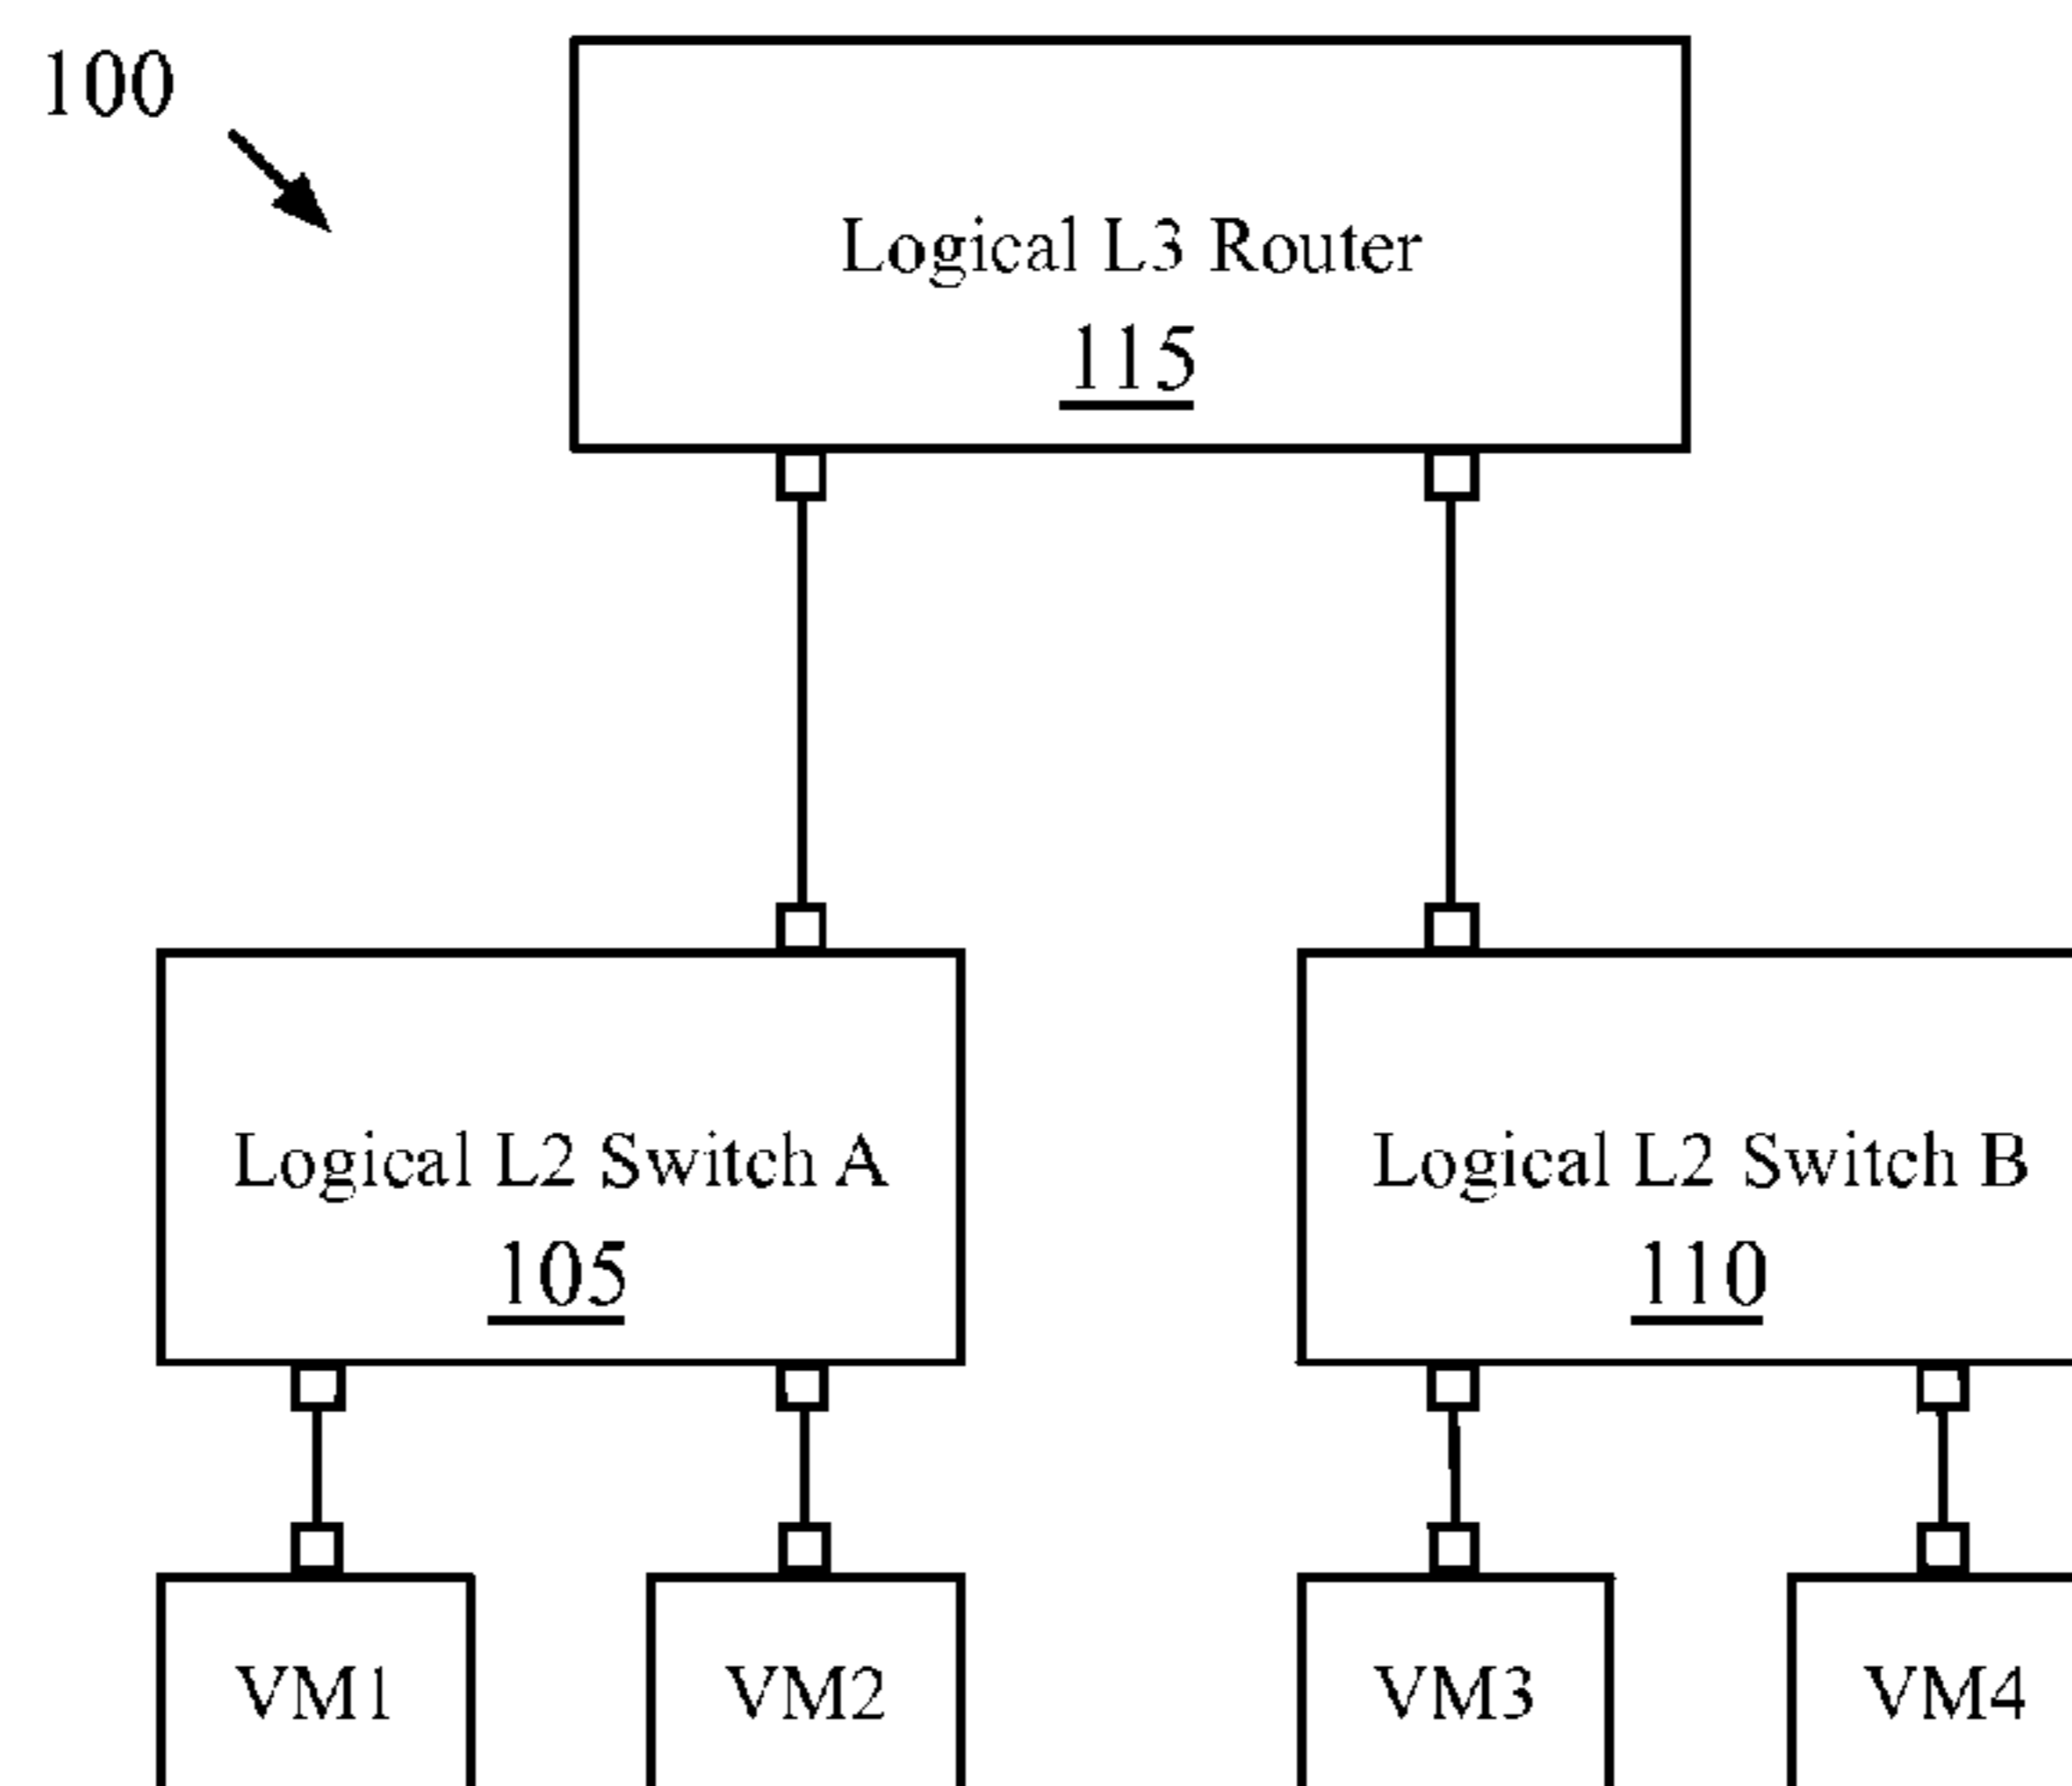 100
Logical L3 Router
115
Logical L2 Switch A
105
Logical L2 Switch B
110
VM1
VM2
VM3
VM4